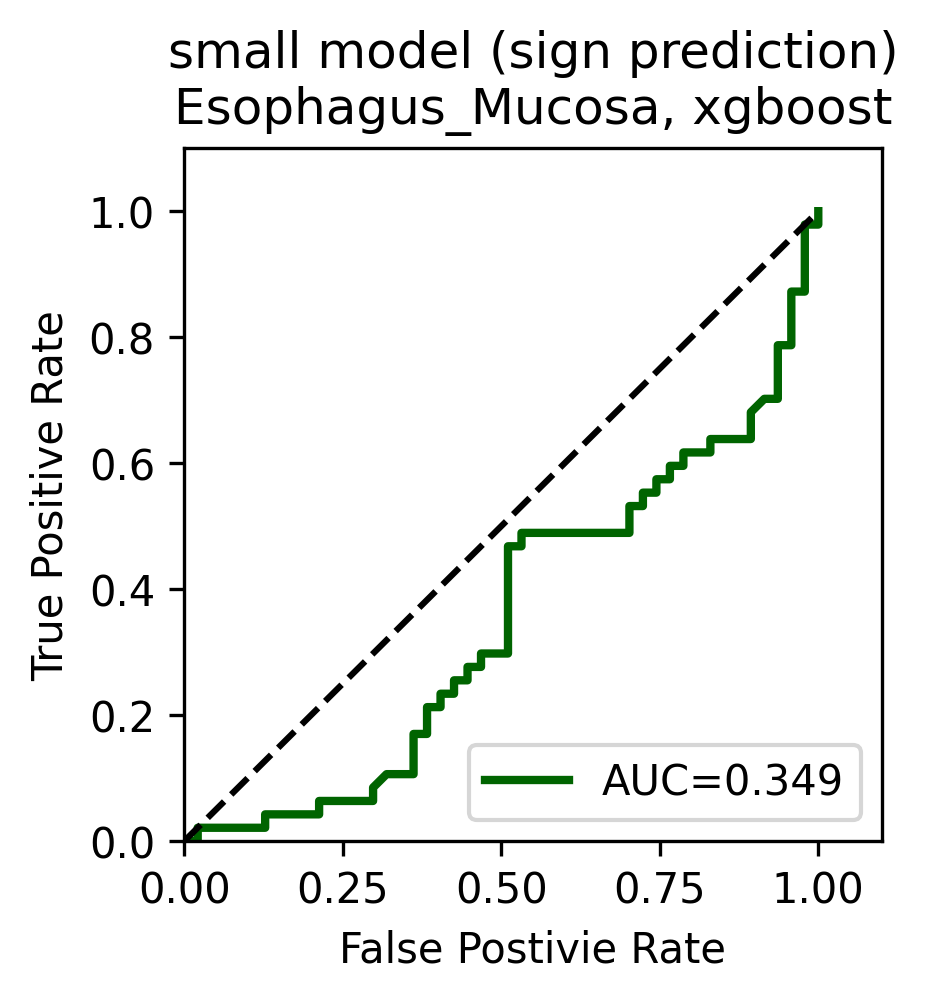 small model (sign prediction)
Esophagus_Mucosa, xgboost
1.0
0.8
0.6
0.4
0.2
0.0
True Positive Rate
AUC=0.349
0.00 0.25 0.50 0.75 1.00
False Postivie Rate